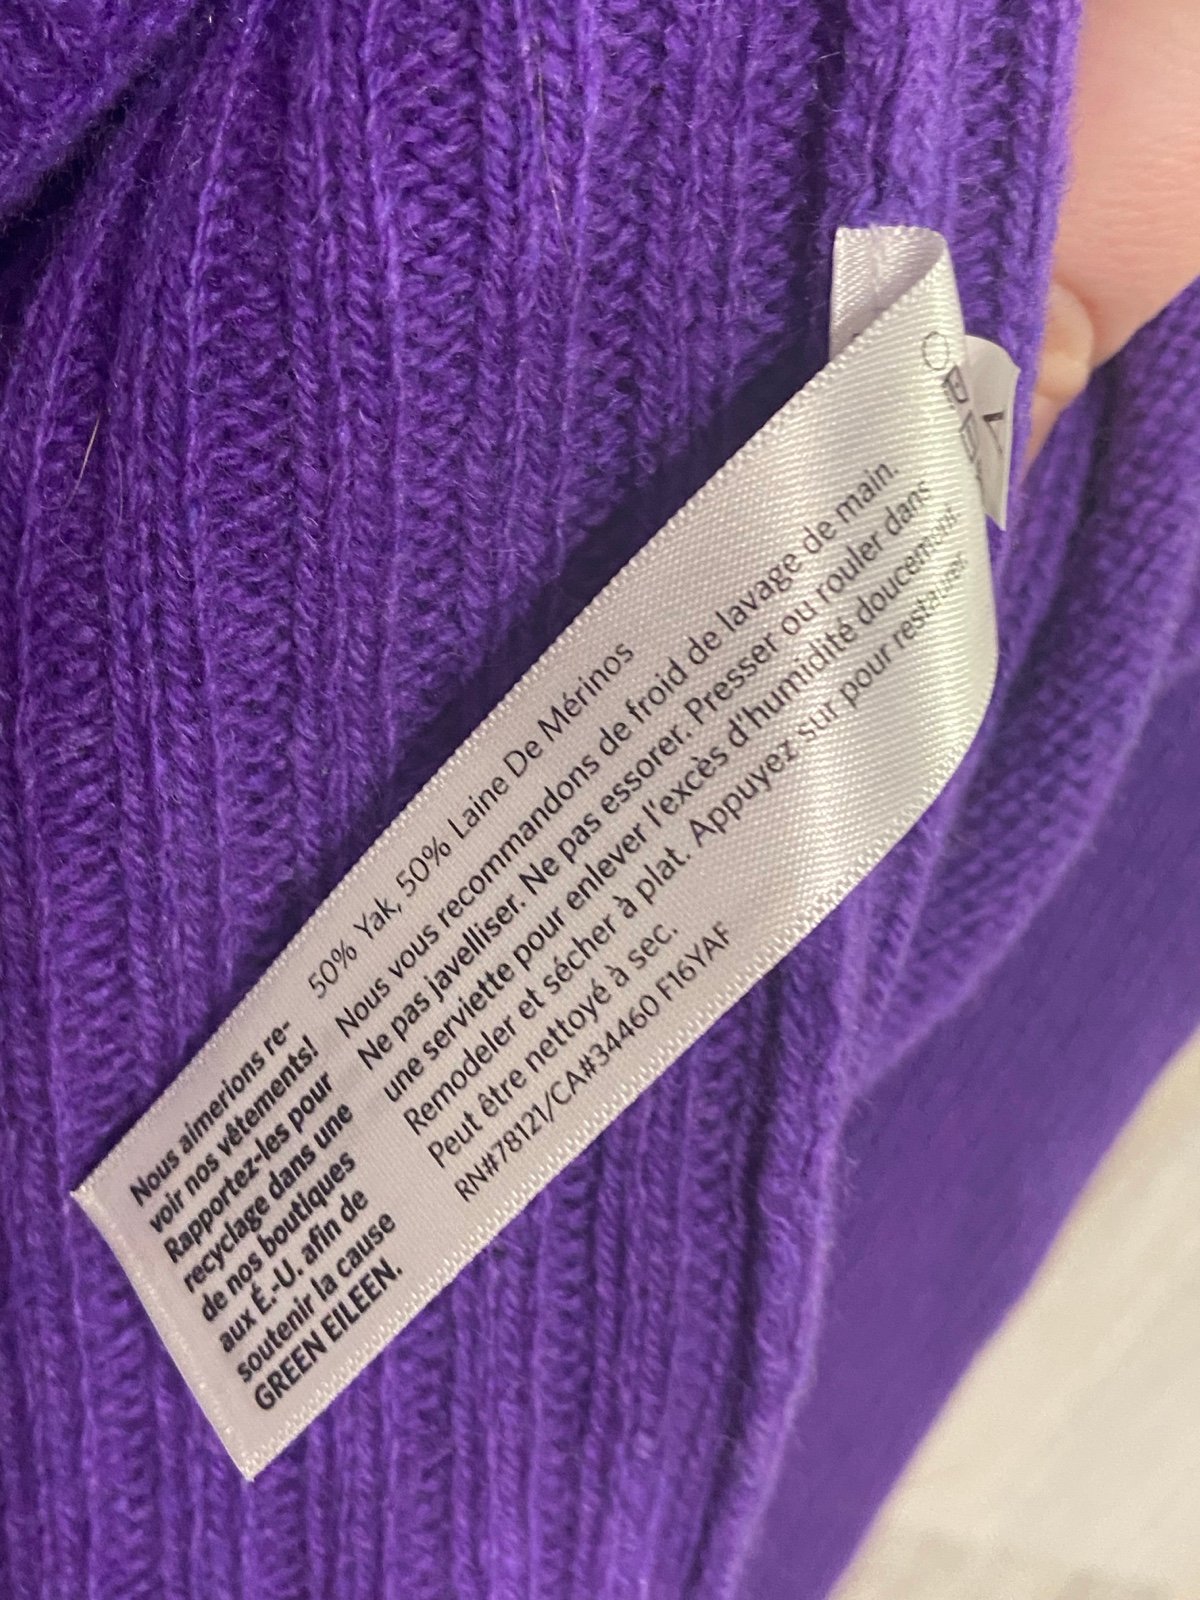 50% Yak, 50% Laine De Mérinos
Nous vous recommandons de froid de lavage de main.
Ne pas javelliser. Ne pas essorer. Presser ou rouler dans
une serviette pour enlever l'excès d'humidité doucement.
Remodeler et sécher à plat. Appuyez sur pour restaurer.
Peut être nettoyé à sec.
RN#78121/CA#34460 F16YAF
Nous aimerions re-
voir nos vêtements!
Rapportez-les pour
recyclage dans une
de nos boutiques
aux É.-U. afin de
soutenir la cause
GREEN EILEEN.